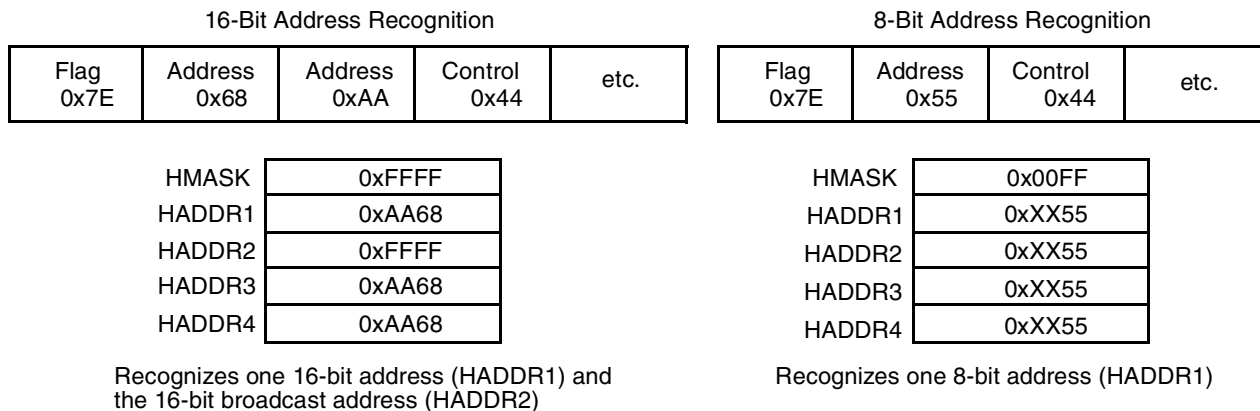 16-Bit Address Recognition
Flag 0x7E Address 0x68 Address 0xAA Control 0x44 etc.
HMASK 0xFFFF
HADDR1 0xAA68
HADDR2 0xFFFF
HADDR3 0xAA68
HADDR4 0xAA68
Recognizes one 16-bit address (HADDR1) and
the 16-bit broadcast address (HADDR2)
8-Bit Address Recognition
Flag 0x7E Address 0x55 Control 0x44 etc.
HMASK 0x00FF
HADDR1 0xXX55
HADDR2 0xXX55
HADDR3 0xXX55
HADDR4 0xXX55
Recognizes one 8-bit address (HADDR1)